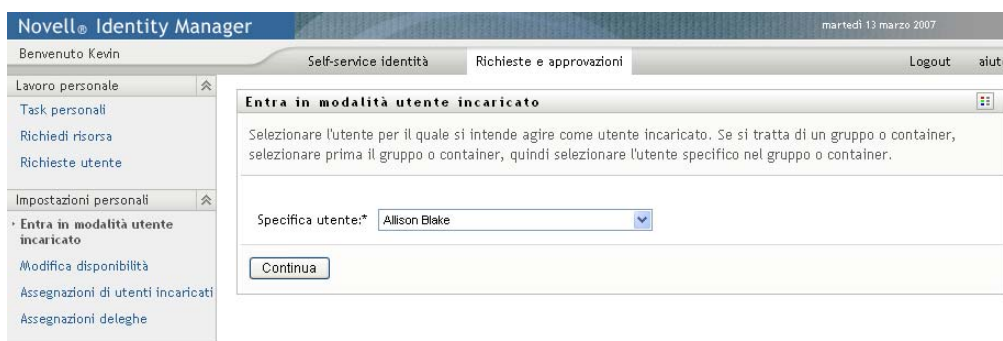 Novell® Identity Manager
martedì 13 marzo 2007
Benvenuto Kevin
Self-service identità
Richieste e approvazioni
Logout
aiut
Lavoro personale
Task personali
Richiedi risorsa
Richieste utente
Impostazioni personali
Entra in modalità utente
incaricato
Modifica disponibilità
Assegnazioni di utenti incaricati
Assegnazioni deleghe
Entra in modalità utente incaricato
Selezionare l'utente per il quale si intende agire come utente incaricato. Se si tratta di un gruppo o container,
selezionare prima il gruppo o container, quindi selezionare l'utente specifico nel gruppo o container.
Specifica utente:*
Allison Blake
Continua